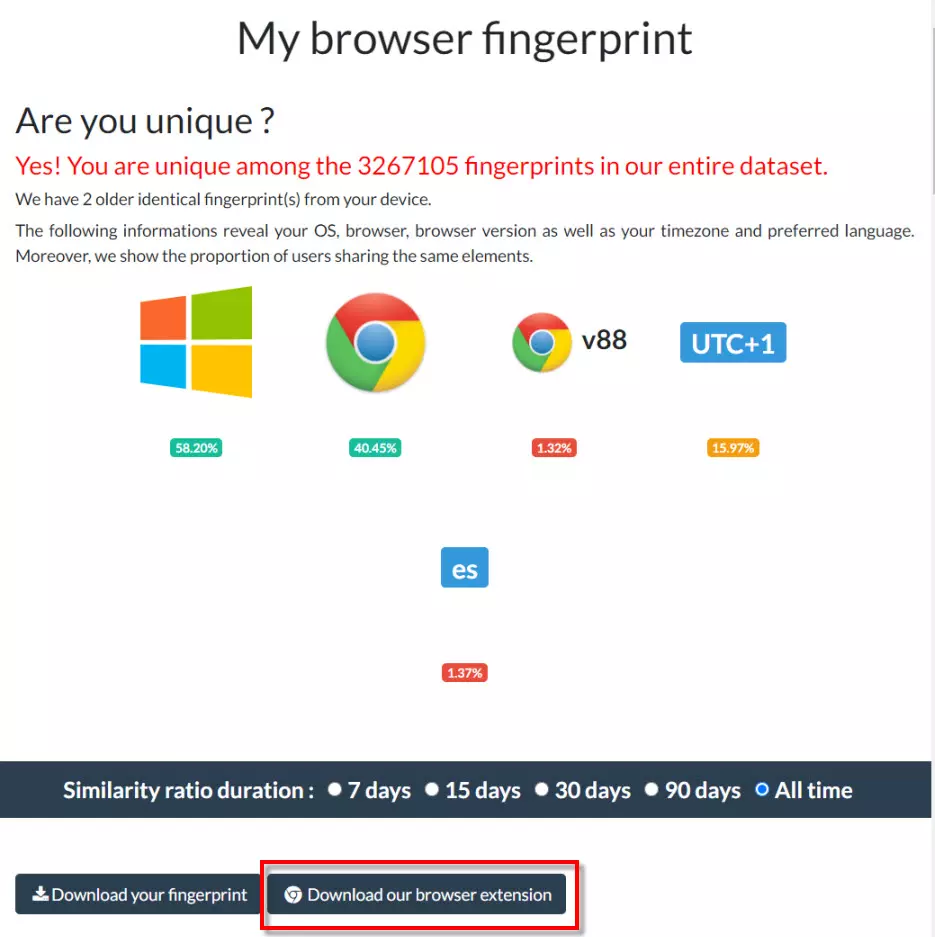 My browser fingerprint
Are you unique ?
Yes! You are unique among the 3267105 fingerprints in our entire dataset.
We have 2 older identical fingerprint(s) from your device.
The following informations reveal your OS, browser, browser version as well as your timezone and preferred language.
Moreover, we show the proportion of users sharing the same elements.
v88 UTC+1
58.20% 40.45% 1.32% 15.97%
es
1.37%
Similarity ratio duration : 7 days 15 days 30 days 90 days All time
Download your fingerprint Download our browser extension